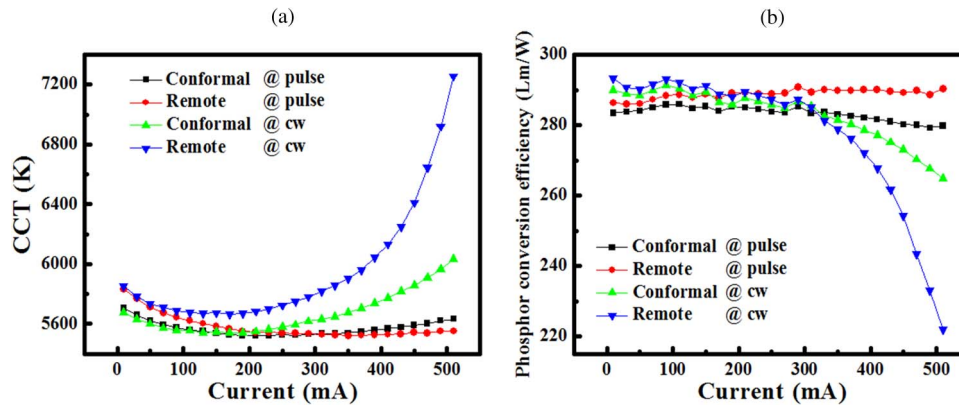 (a)
7200
6800
6400
6000
5600
CCT (K)
Conformal @ pulse
Remote @ pulse
Conformal @ cw
Remote @ cw
0 100 200 300 400 500
Current (mA)
(b)
300
280
260
240
220
Phosphor conversion efficiency (Lm/W)
Conformal @ pulse
Remote @ pulse
Conformal @ cw
Remote @ cw
0 100 200 300 400 500
Current (mA)